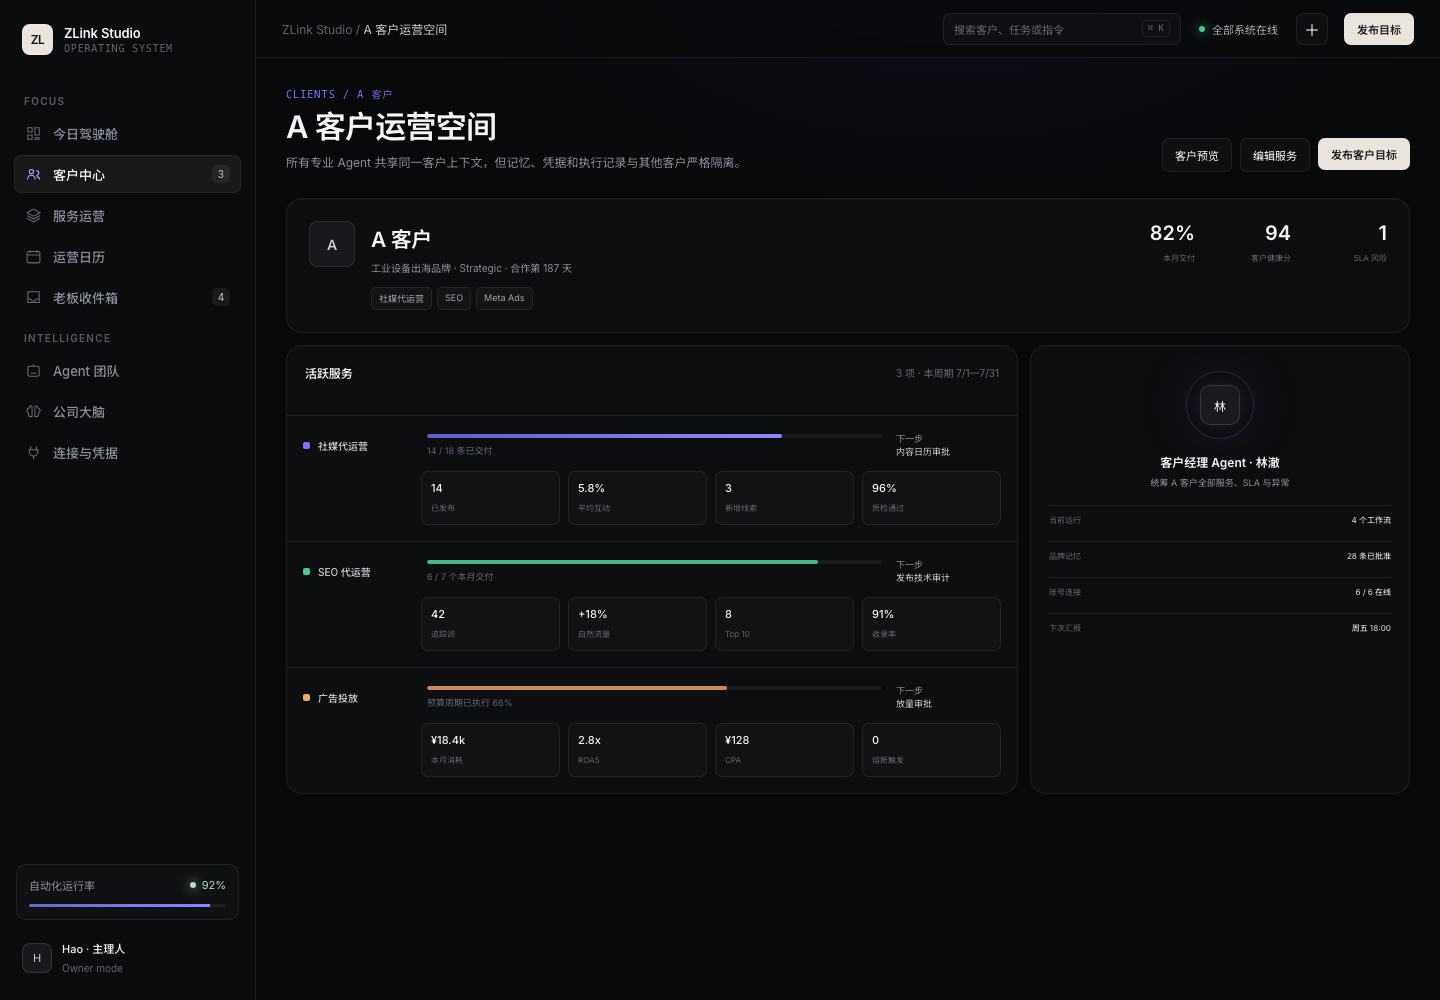 ZL
ZLink Studio
OPERATING SYSTEM
FOCUS
今日驾驶舱
客户中心 3
服务运营
运营日历
老板收件箱 4
INTELLIGENCE
Agent 团队
公司大脑
连接与凭据
自动化运行率 92%
H
Hao · 主理人
Owner mode
ZLink Studio / A 客户运营空间
搜索客户、任务或指令 ⌘ K
全部系统在线
发布目标
CLIENTS / A 客户
A 客户运营空间
所有专业 Agent 共享同一客户上下文，但记忆、凭据和执行记录与其他客户严格隔离。
客户预览
编辑服务
发布客户目标
A
A 客户
工业设备出海品牌 · Strategic · 合作第 187 天
社媒代运营 SEO Meta Ads
82%
本月交付
94
客户健康分
1
SLA 风险
活跃服务
3 项 · 本周期 7/1—7/31
社媒代运营
14 / 18 条已交付
下一步
内容日历审批
14
已发布
5.8%
平均互动
3
新增线索
96%
质检通过
SEO 代运营
6 / 7 个本月交付
下一步
发布技术审计
42
追踪词
+18%
自然流量
8
Top 10
91%
收录率
广告投放
预算周期已执行 66%
下一步
放量审批
¥18.4k
本月消耗
2.8x
ROAS
¥128
CPA
0
熔断触发
林
客户经理 Agent · 林澈
统筹 A 客户全部服务、SLA 与异常
当前运行 4 个工作流
品牌记忆 28 条已批准
账号连接 6 / 6 在线
下次汇报 周五 18:00